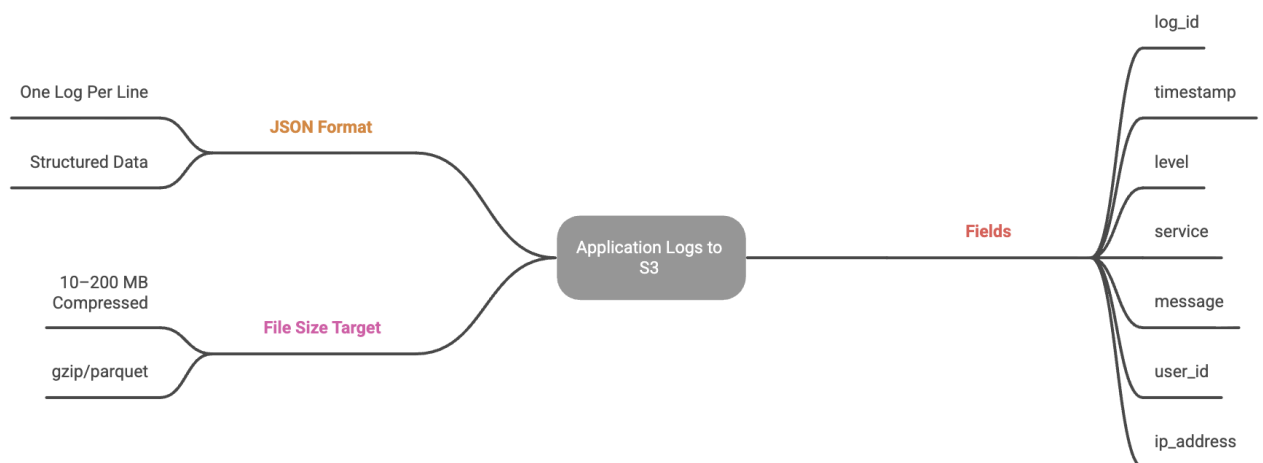 One Log Per Line
Structured Data
JSON Format
10–200 MB
Compressed
gzip/parquet
File Size Target
Application Logs to
S3
Fields
log_id
timestamp
level
service
message
user_id
ip_address